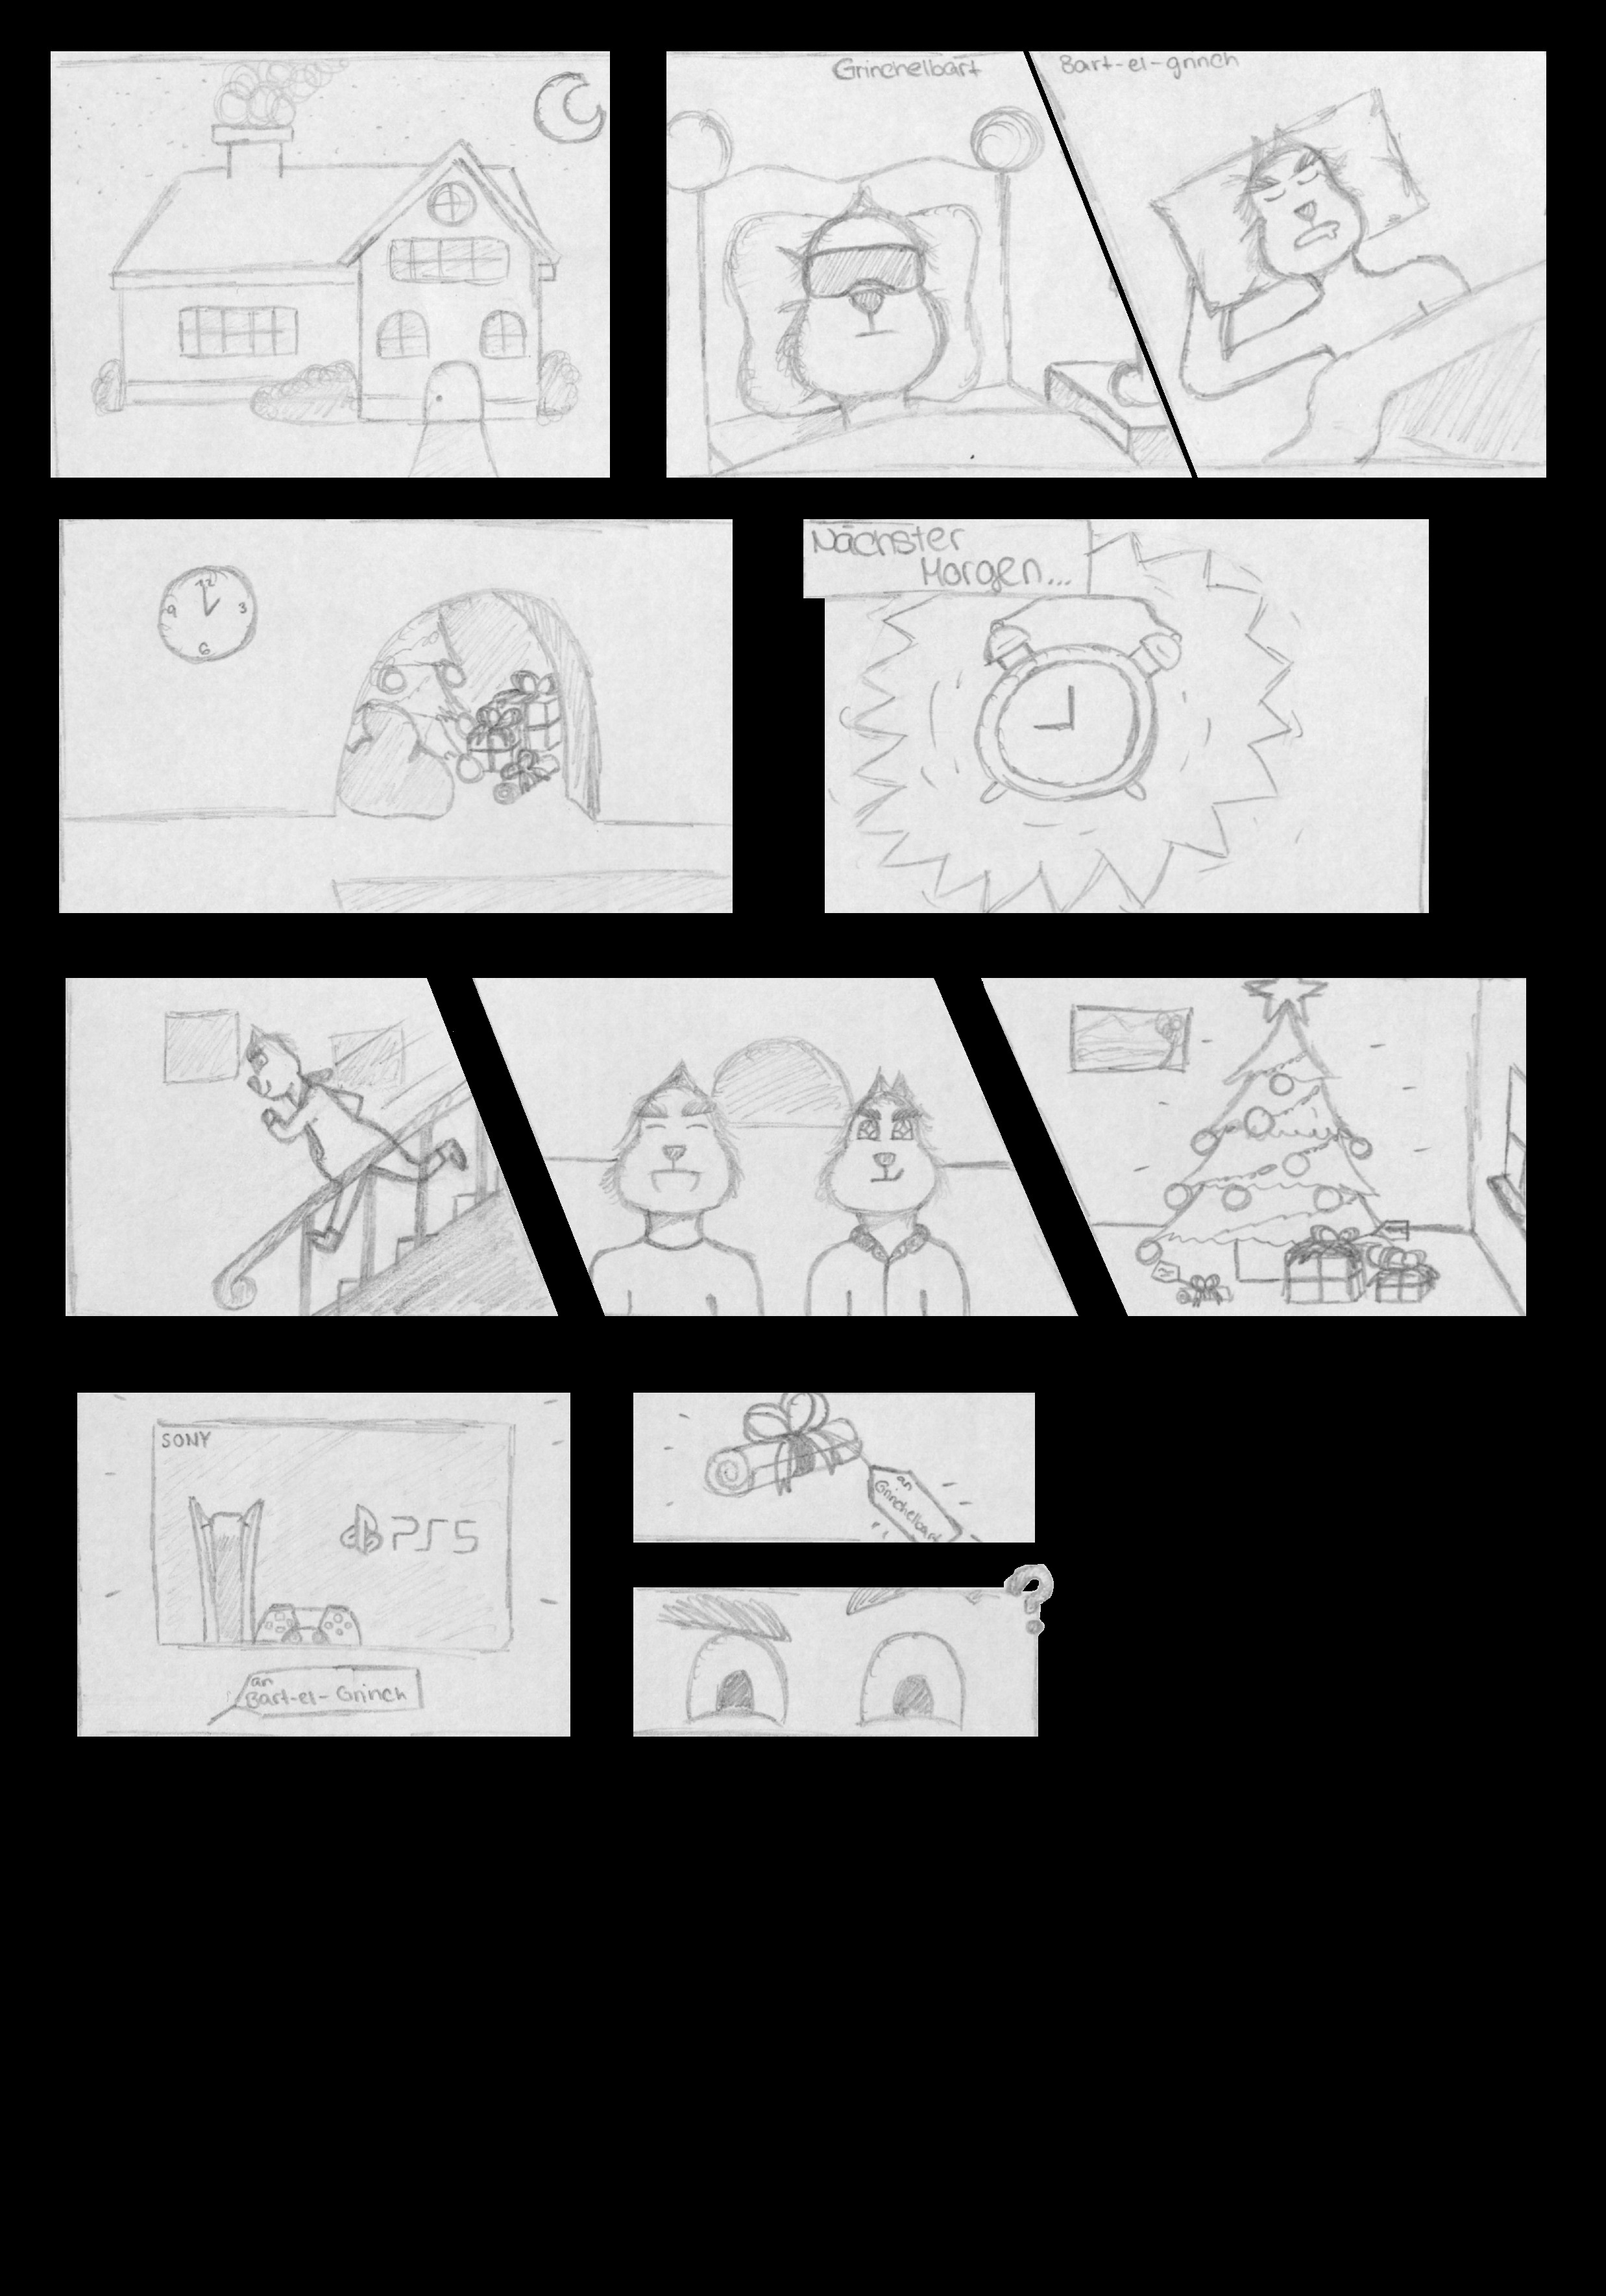 Grinchelbart
Bart-el-grinch
12
9 3
6
Nächster
Morgen...
SONY
PS5
an
Bart-el-Grinch
an
Grinchelbart
?